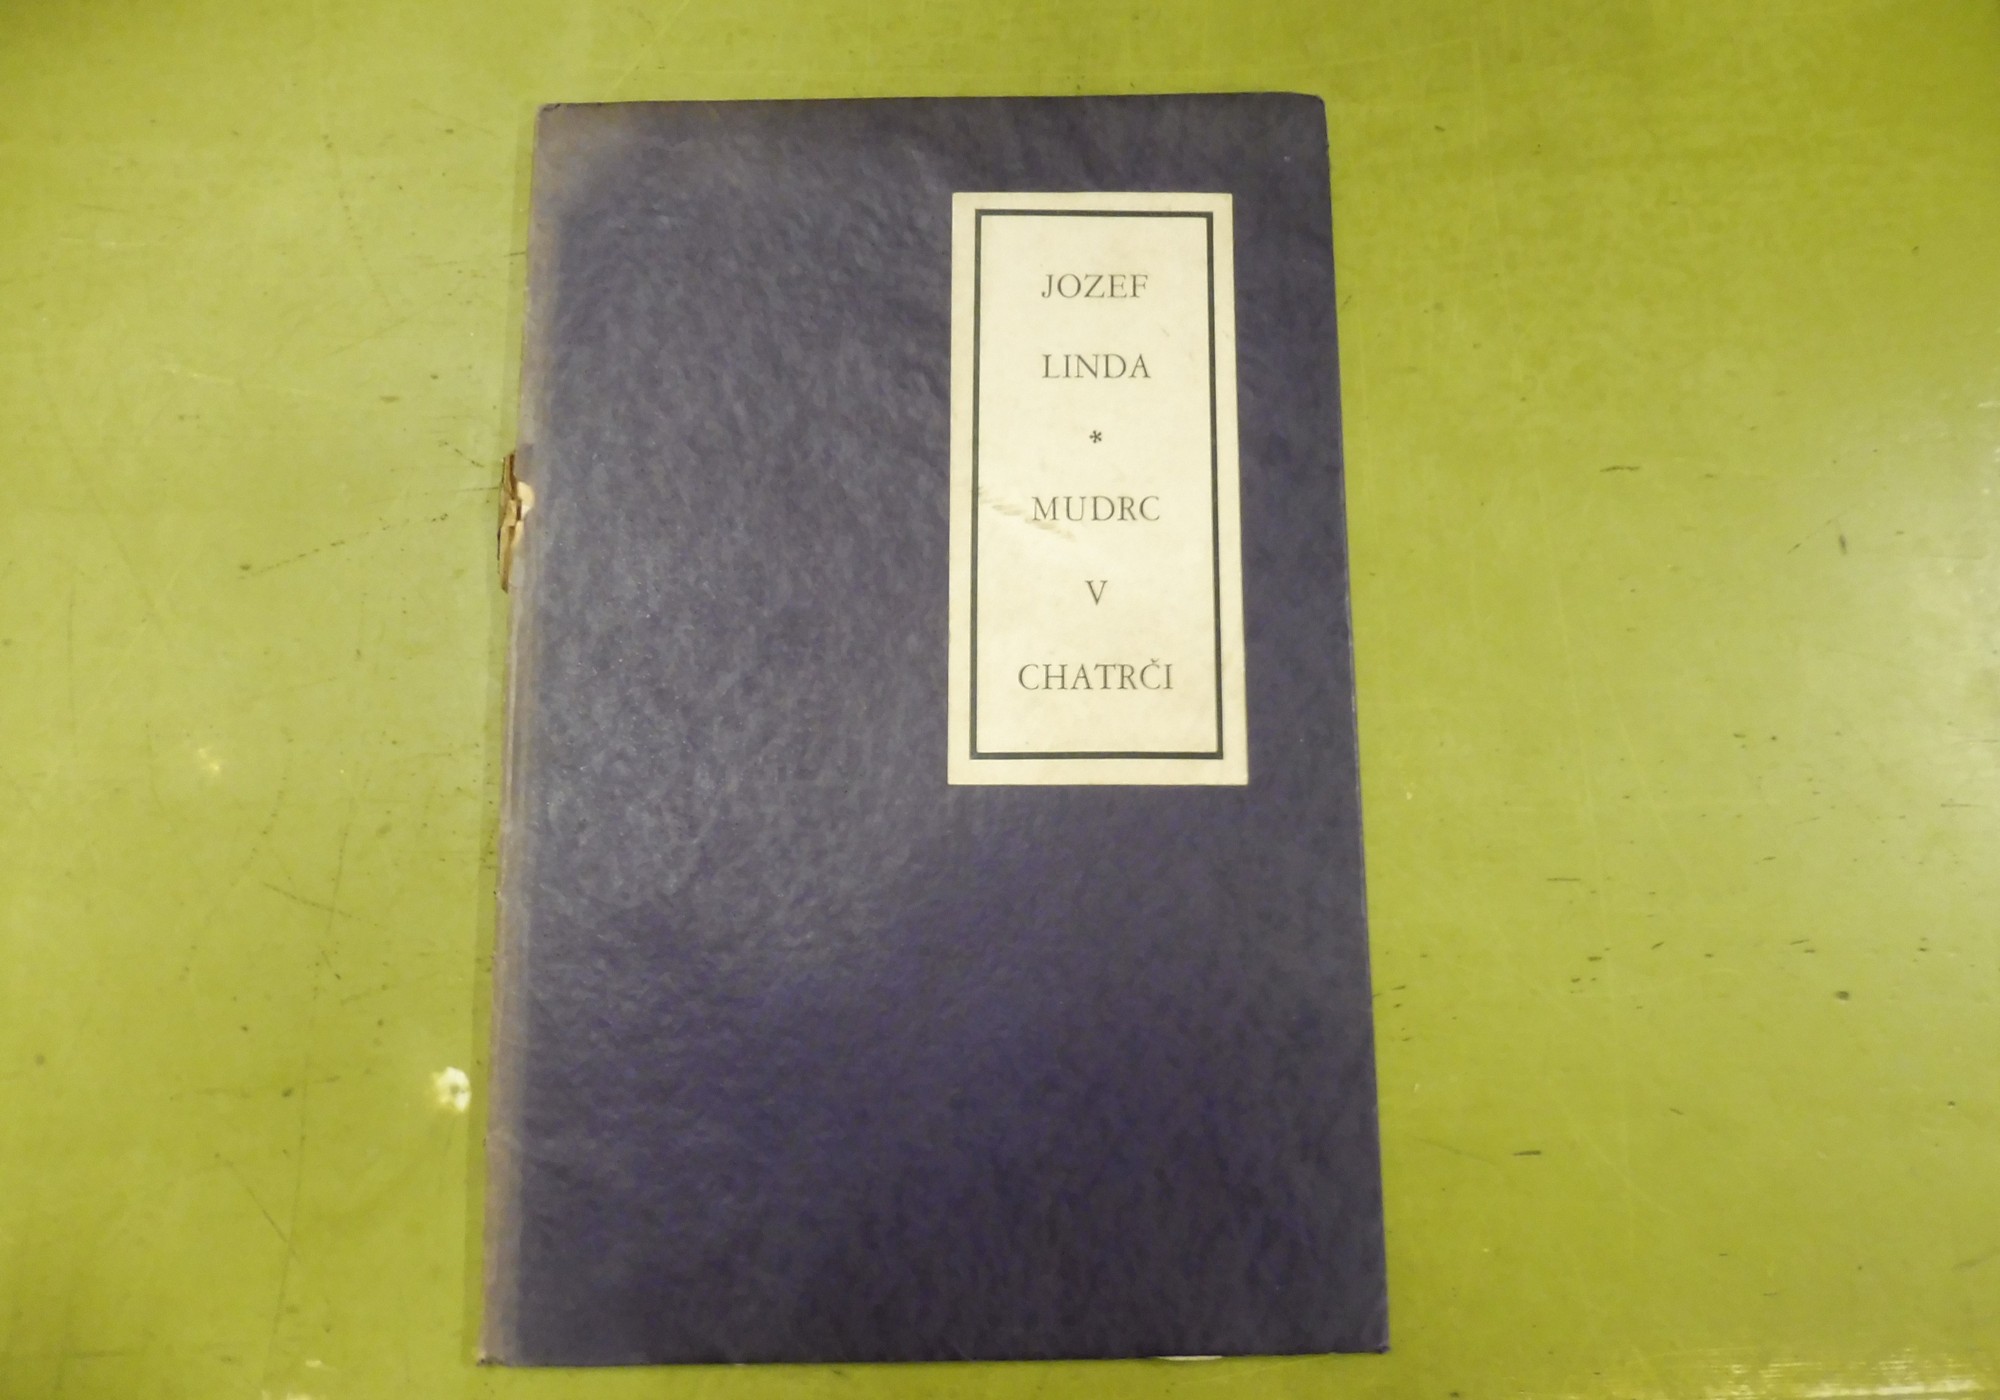 JOZEF
LINDA
*
MUDRC
V
CHATRČI